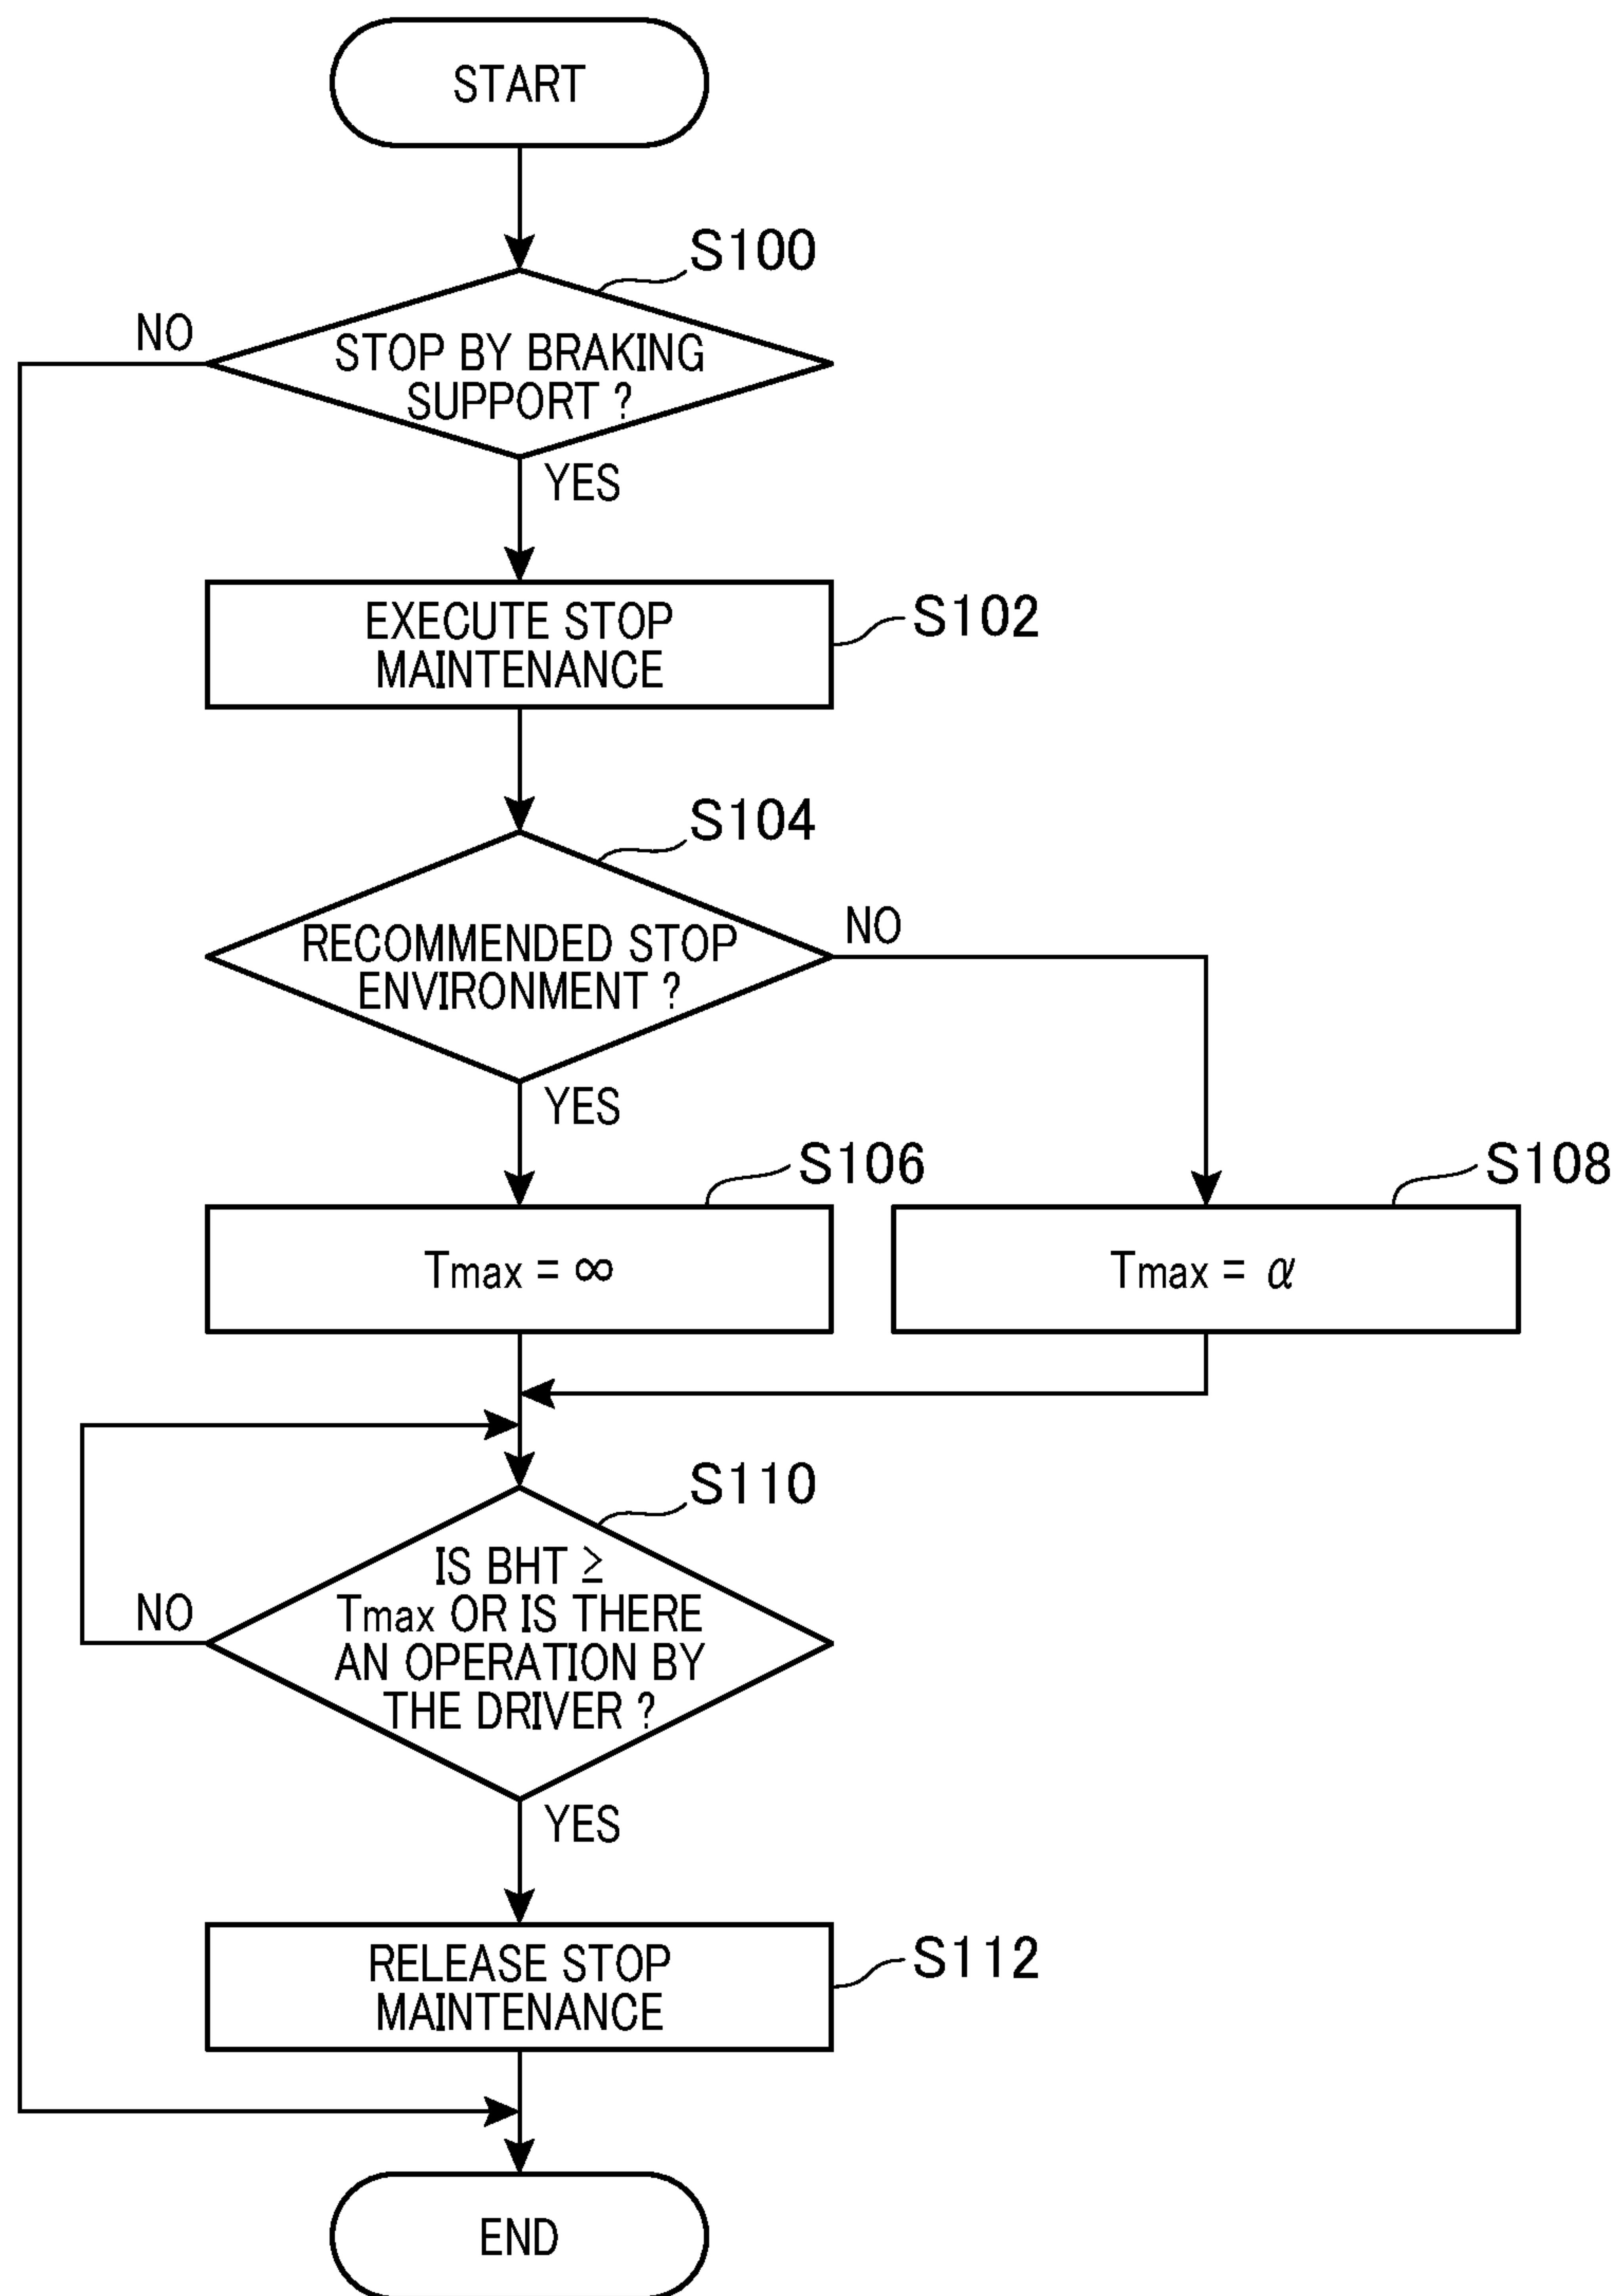 START
S100
NO
STOP BY BRAKING
SUPPORT ?
YES
EXECUTE STOP
MAINTENANCE
S102
S104
RECOMMENDED STOP
ENVIRONMENT ?
NO
YES
S106
S108
Tmax = ∞
Tmax = α
S110
IS BHT ≥
Tmax OR IS THERE
AN OPERATION BY
THE DRIVER ?
NO
YES
RELEASE STOP
MAINTENANCE
S112
END